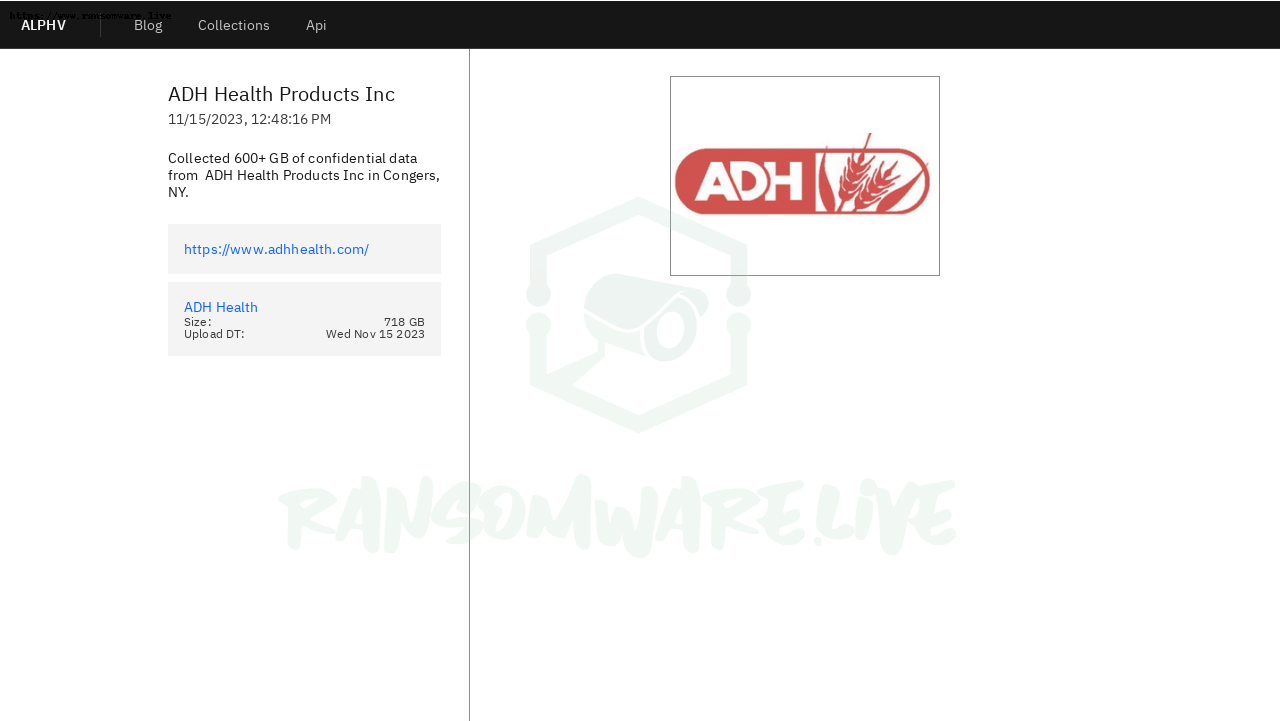 https://www.ransomware.live
ALPHV
Blog
Collections
Api
ADH Health Products Inc
11/15/2023, 12:48:16 PM
Collected 600+ GB of confidential data
from  ADH Health Products Inc in Congers,
NY.
https://www.adhhealth.com/
ADH Health
Size: 718 GB
Upload DT: Wed Nov 15 2023
ADH
RANSOMWARE.LIVE